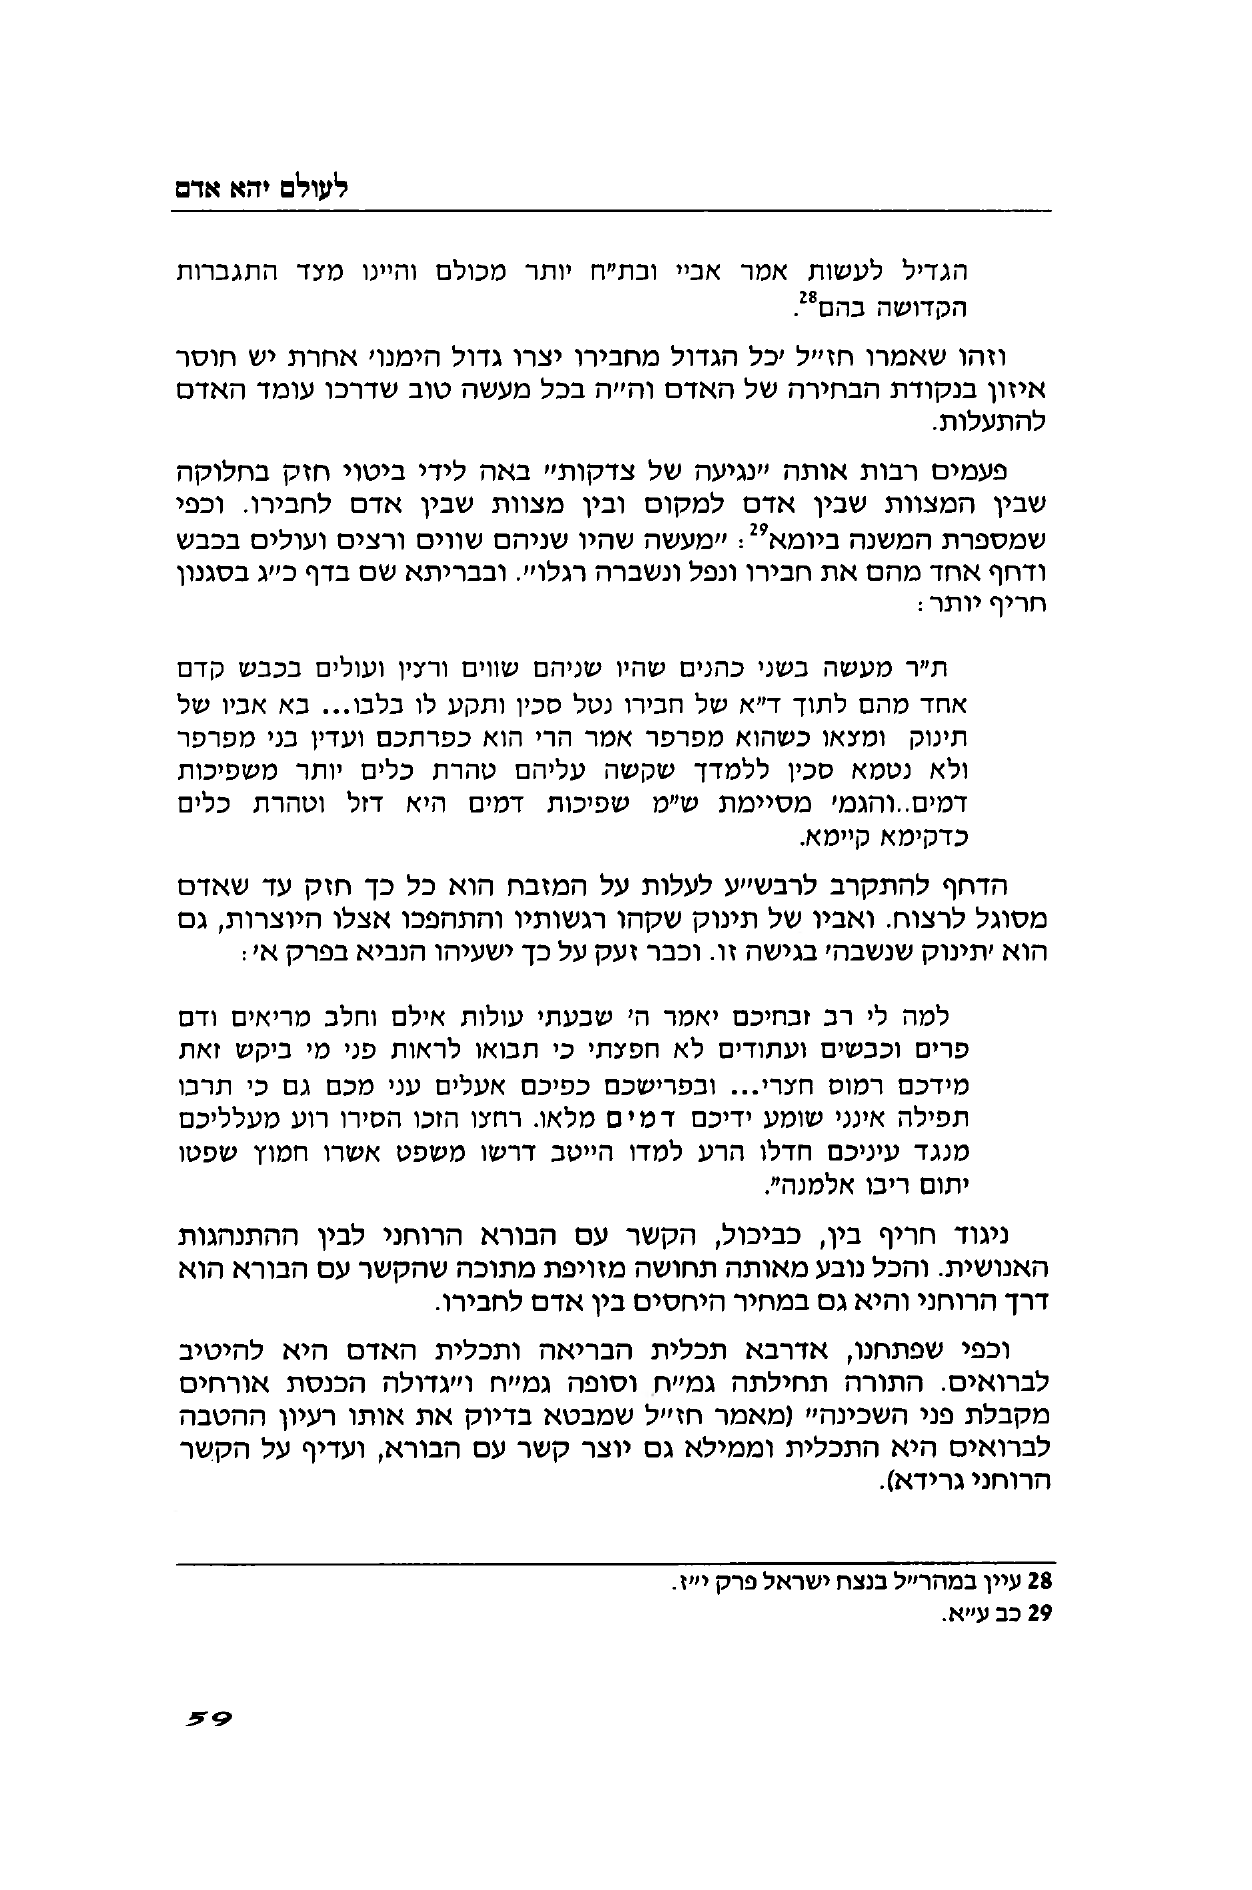 לעולם יהא אדם
הגדיל לעשות אמר אביי ובת"ח יותר מכולם והיינו מצד התגברות
הקדושה בהם28.
וזהו שאמרו חז"ל 'כל הגדול מחבירו יצרו גדול הימנו' אחרת יש חוסר
איזון בנקודת הבחירה של האדם וה"ה בכל מעשה טוב שדרכו עומד האדם
להתעלות.
פעמים רבות אותה "נגיעה של צדקות" באה לידי ביטוי חזק בחלוקה
שבין המצוות שבין אדם למקום ובין מצוות שבין אדם לחבירו. וכפי
שמספרת המשנה ביומא29: "מעשה שהיו שניהם שווים ורצים ועולים בכבש
ודחף אחד מהם את חבירו ונפל ונשברה רגלו". ובבריתא שם בדף כ"ג בסגנון
חריף יותר:
ת"ר מעשה בשני כהנים שהיו שניהם שווים ורצין ועולים בכבש קדם
אחד מהם לתוך ד"א של חבירו נטל סכין ותקע לו בלבו... בא אביו של
תינוק ומצאו כשהוא מפרפר אמר הרי הוא כפרתכם ועדין בני מפרפר
ולא נטמא סכין ללמדך שקשה עליהם טהרת כלים יותר משפיכות
דמים..והגמ' מסיימת ש"מ שפיכות דמים היא דזל וטהרת כלים
כדקימא קיימא.
הדחף להתקרב לרבש"ע לעלות על המזבח הוא כל כך חזק עד שאדם
מסוגל לרצוח. ואביו של תינוק שקהו רגשותיו והתהפכו אצלו היוצרות, גם
הוא 'תינוק שנשבה' בגישה זו. וכבר זעק על כך ישעיהו הנביא בפרק א':
למה לי רב זבחיכם יאמר ה' שבעתי עולות אילם וחלב מריאים ודם
פרים וכבשים ועתודים לא חפצתי כי תבואו לראות פני מי ביקש זאת
מידכם רמוס חצרי... ובפרישכם כפיכם אעלים עני מכם גם כי תרבו
תפילה אינני שומע ידיכם דמים מלאו. רחצו הזכו הסירו רוע מעלליכם
מנגד עיניכם חדלו הרע למדו הייטב דרשו משפט אשרו חמוץ שפטו
יתום ריבו אלמנה".
ניגוד חריף בין, כביכול, הקשר עם הבורא הרוחני לבין ההתנהגות
האנושית. והכל נובע מאותה תחושה מזויפת מתוכה שהקשר עם הבורא הוא
דרך הרוחני והיא גם במחיר היחסים בין אדם לחבירו.
וכפי שפתחנו, אדרבא תכלית הבריאה ותכלית האדם היא להיטיב
לברואים. התורה תחילתה גמ"ח וסופה גמ"ח ו"גדולה הכנסת אורחים
מקבלת פני השכינה" (מאמר חז"ל שמבטא בדיוק את אותו רעיון ההטבה
לברואים היא התכלית וממילא גם יוצר קשר עם הבורא, ועדיף על הקשר
הרוחני גרידא).
28 עיין במהר"ל בנצח ישראל פרק י"ז.
29 כב ע"א.
59